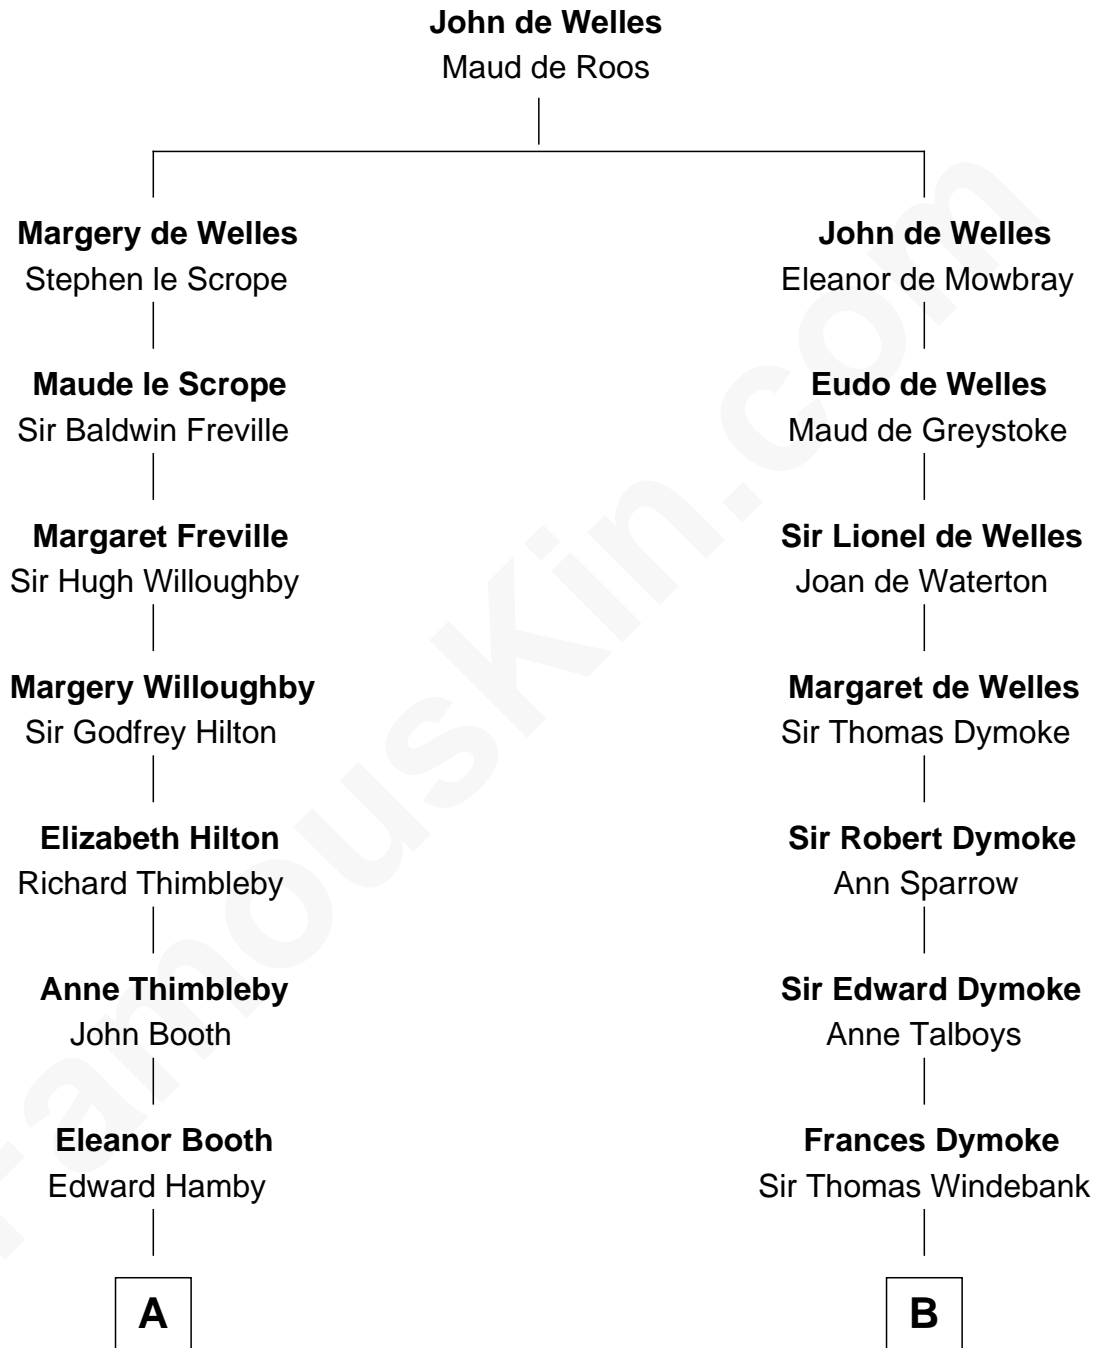 John de Welles
Maud de Roos
Margery de Welles
Stephen le Scrope
John de Welles
Eleanor de Mowbray
Maude le Scrope
Sir Baldwin Freville
Eudo de Welles
Maud de Greystoke
Margaret Freville
Sir Hugh Willoughby
Sir Lionel de Welles
Joan de Waterton
Margery Willoughby
Sir Godfrey Hilton
Margaret de Welles
Sir Thomas Dymoke
Elizabeth Hilton
Richard Thimbleby
Sir Robert Dymoke
Ann Sparrow
Anne Thimbleby
John Booth
Sir Edward Dymoke
Anne Talboys
Eleanor Booth
Edward Hamby
Frances Dymoke
Sir Thomas Windebank
A
B
FamousKin.com